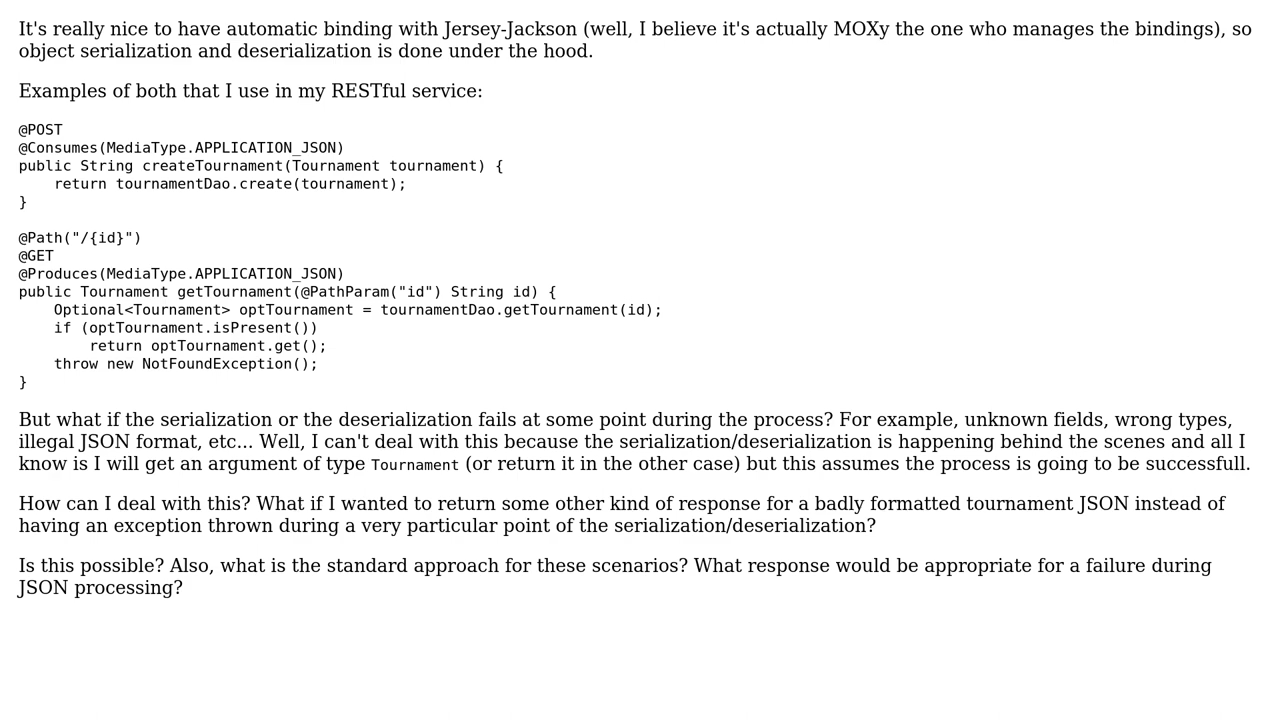 It's really nice to have automatic binding with Jersey-Jackson (well, I believe it's actually MOXy the one who manages the bindings), so
object serialization and deserialization is done under the hood.
Examples of both that I use in my RESTful service:
@POST
@Consumes(MediaType.APPLICATION_JSON)
public String createTournament(Tournament tournament) {
    return tournamentDao.create(tournament);
}
@Path("/{id}")
@GET
@Produces(MediaType.APPLICATION_JSON)
public Tournament getTournament(@PathParam("id") String id) {
    Optional<Tournament> optTournament = tournamentDao.getTournament(id);
    if (optTournament.isPresent())
        return optTournament.get();
    throw new NotFoundException();
}
But what if the serialization or the deserialization fails at some point during the process? For example, unknown fields, wrong types,
illegal JSON format, etc... Well, I can't deal with this because the serialization/deserialization is happening behind the scenes and all I
know is I will get an argument of type Tournament (or return it in the other case) but this assumes the process is going to be successfull.
How can I deal with this? What if I wanted to return some other kind of response for a badly formatted tournament JSON instead of
having an exception thrown during a very particular point of the serialization/deserialization?
Is this possible? Also, what is the standard approach for these scenarios? What response would be appropriate for a failure during
JSON processing?